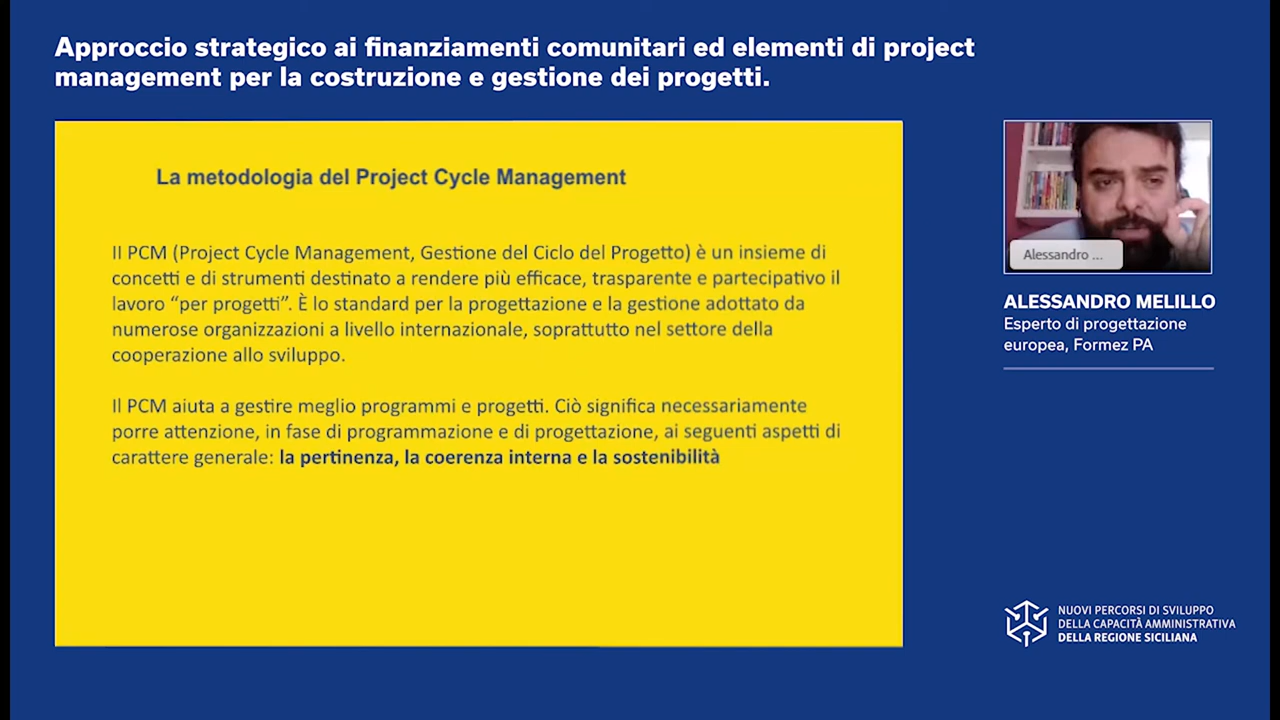 Approccio strategico ai finanziamenti comunitari ed elementi di project
management per la costruzione e gestione dei progetti.
La metodologia del Project Cycle Management
Il PCM (Project Cycle Management, Gestione del Ciclo del Progetto) è un insieme di
concetti e di strumenti destinato a rendere più efficace, trasparente e partecipativo il
lavoro “per progetti”. È lo standard per la progettazione e la gestione adottato da
numerose organizzazioni a livello internazionale, soprattutto nel settore della
cooperazione allo sviluppo.
Il PCM aiuta a gestire meglio programmi e progetti. Ciò significa necessariamente
porre attenzione, in fase di programmazione e di progettazione, ai seguenti aspetti di
carattere generale: la pertinenza, la coerenza interna e la sostenibilità
Alessandro ...
ALESSANDRO MELILLO
Esperto di progettazione
europea, Formez PA
NUOVI PERCORSI DI SVILUPPO
DELLA CAPACITÀ AMMINISTRATIVA
DELLA REGIONE SICILIANA